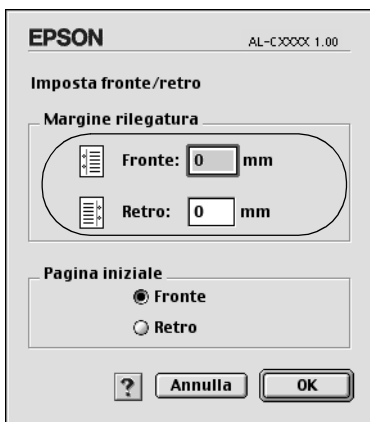 EPSON AL-CXXXX 1.00
Imposta fronte/retro
Margine rilegatura
Fronte: 0 mm
Retro: 0 mm
Pagina iniziale
Fronte
Retro
? Annulla OK